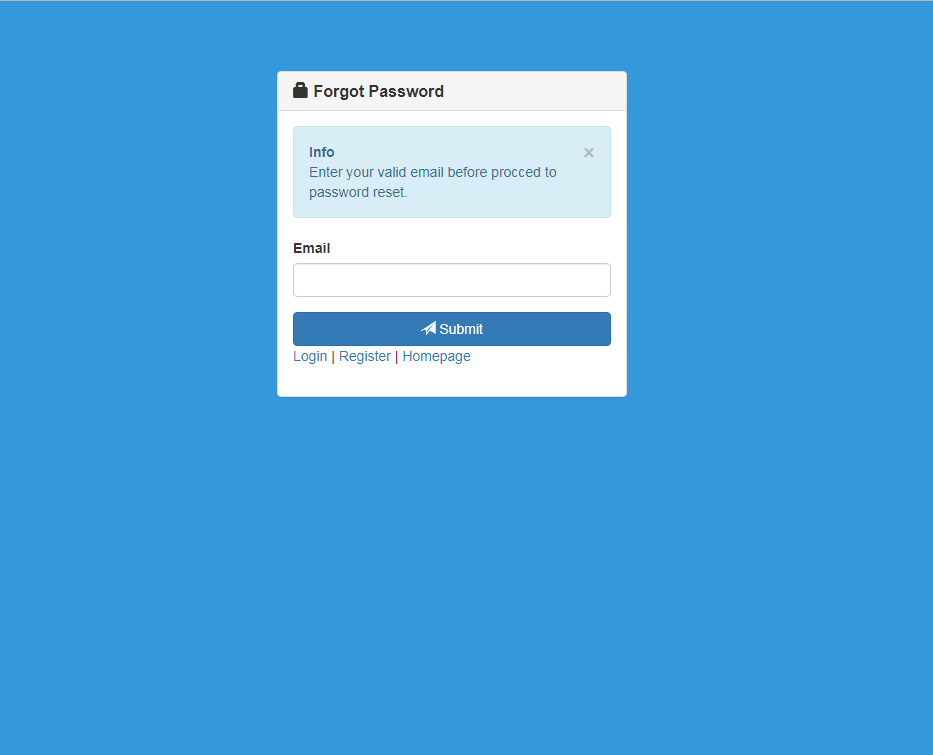 Forgot Password
Info
×
Enter your valid email before procced to
password reset.
Email
Submit
Login | Register | Homepage